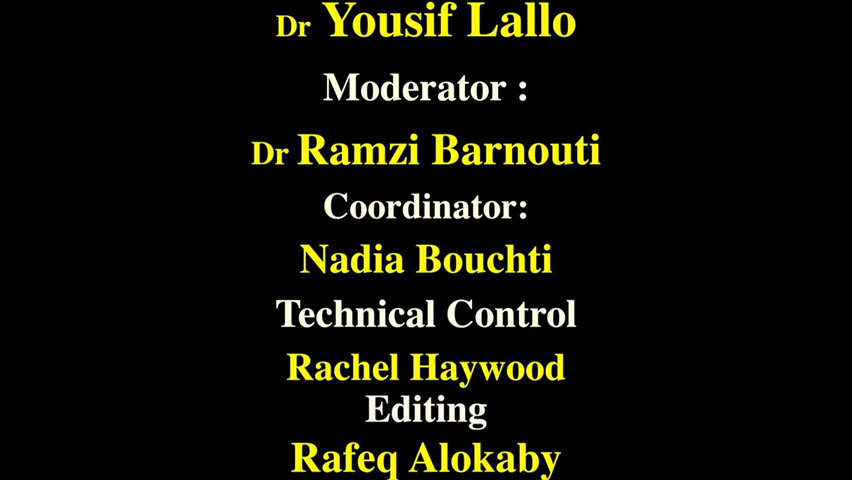 Dr Yousif Lallo
Moderator :
Dr Ramzi Barnouti
Coordinator:
Nadia Bouchti
Technical Control
Rachel Haywood
Editing
Rafeq Alokaby